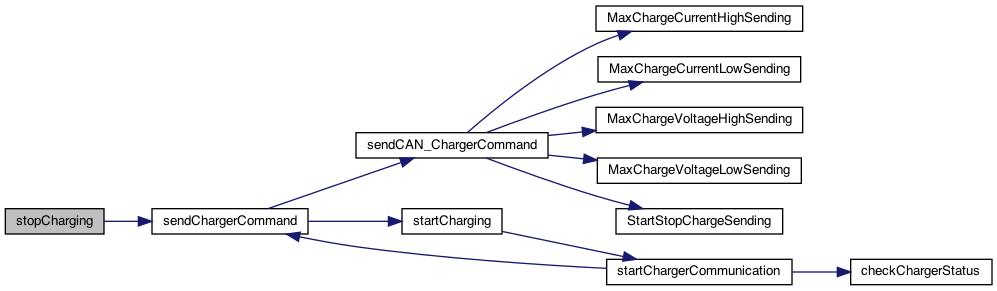 MaxChargeCurrentHighSending
MaxChargeCurrentLowSending
MaxChargeVoltageHighSending
sendCAN_ChargerCommand
MaxChargeVoltageLowSending
stopCharging
sendChargerCommand
startCharging
StartStopChargeSending
startChargerCommunication
checkChargerStatus